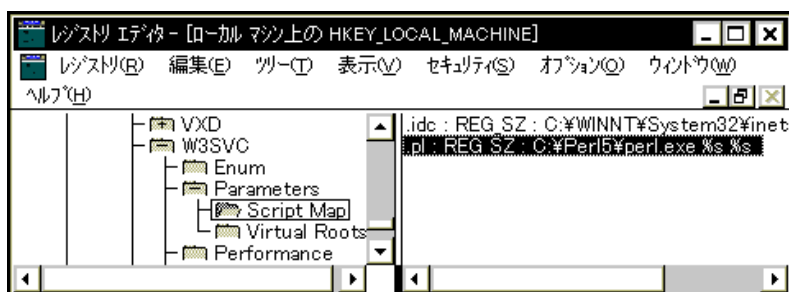 レジストリ エディタ - [ローカル マシン上の HKEY_LOCAL_MACHINE]
レジストリ(R) 編集(E) ツリー(T) 表示(V) セキュリティ(S) オプション(O) ウィンドウ(W)
ヘルプ(H)
VXD
W3SVC
Enum
Parameters
Script Map
Virtual Roots
Performance
.idc : REG_SZ : C:¥WINNT¥System32¥inet
.pl : REG_SZ : C:¥Perl5¥perl.exe %s %s